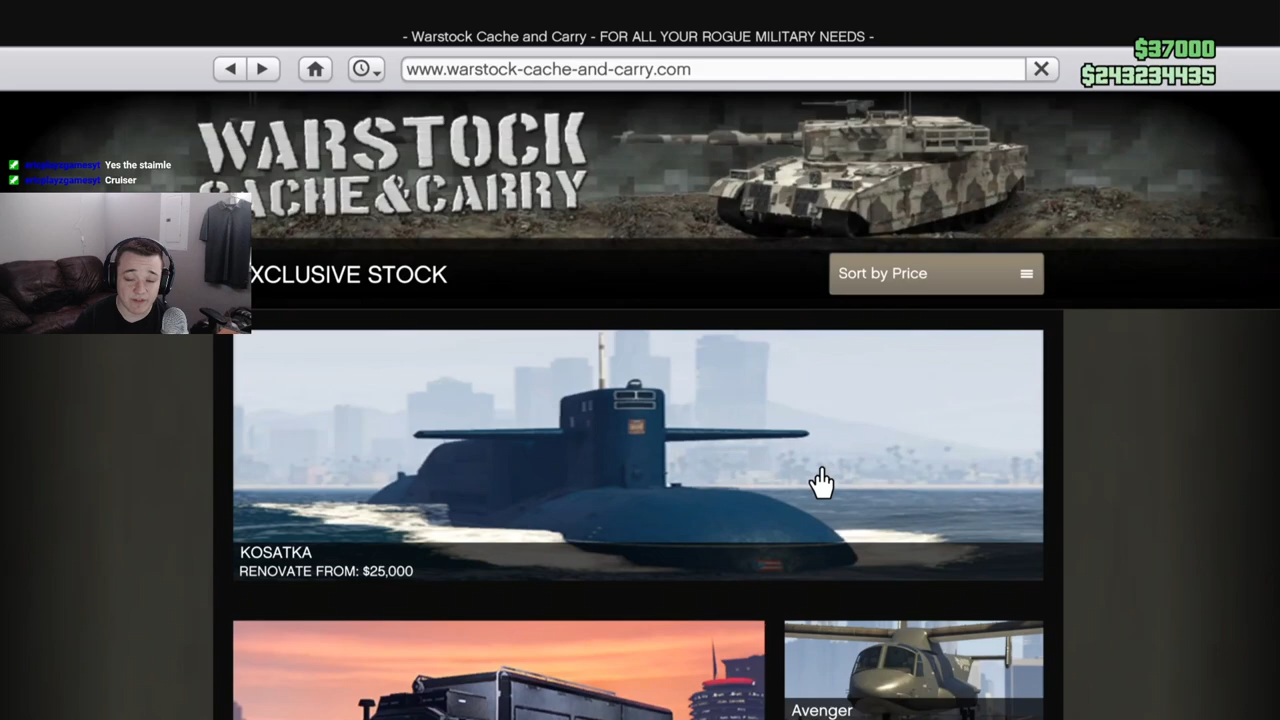 - Warstock Cache and Carry - FOR ALL YOUR ROGUE MILITARY NEEDS -
$37000
www.warstock-cache-and-carry.com
$243234435
WARSTOCK
CACHE & CARRY
Yes the staimle
Cruiser
XCLUSIVE STOCK
Sort by Price
KOSATKA
RENOVATE FROM: $25,000
Avenger